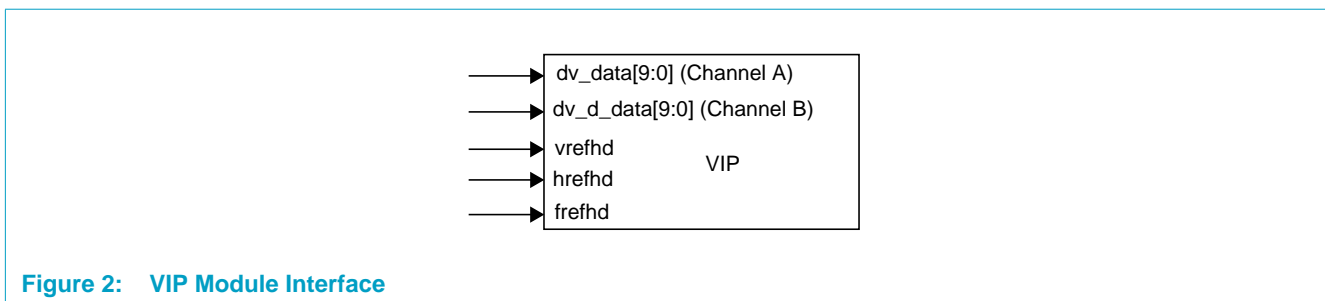 dv_data[9:0] (Channel A)
dv_d_data[9:0] (Channel B)
vrefhd
VIP
hrefhd
frefhd
Figure 2: VIP Module Interface